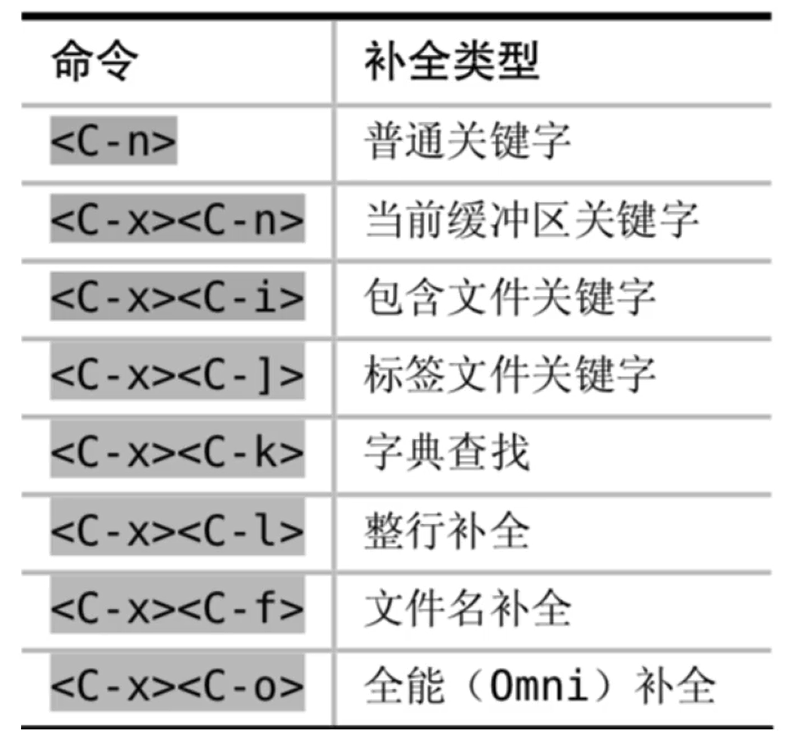 命令 补全类型
<C-n> 普通关键字
<C-x><C-n> 当前缓冲区关键字
<C-x><C-i> 包含文件关键字
<C-x><C-]> 标签文件关键字
<C-x><C-k> 字典查找
<C-x><C-l> 整行补全
<C-x><C-f> 文件名补全
<C-x><C-o> 全能（Omni）补全